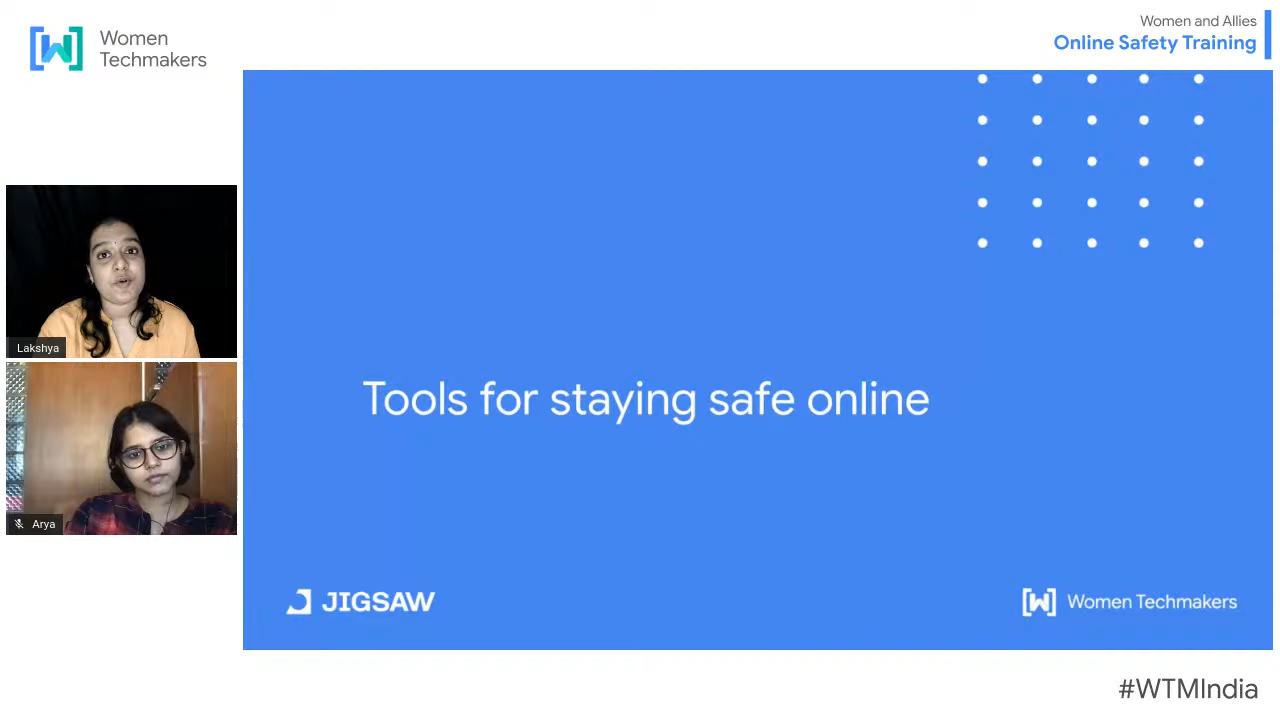 Women
Techmakers
Women and Allies
Online Safety Training
Lakshya
Arya
Tools for staying safe online
JIGSAW
Women Techmakers
#WTMIndia